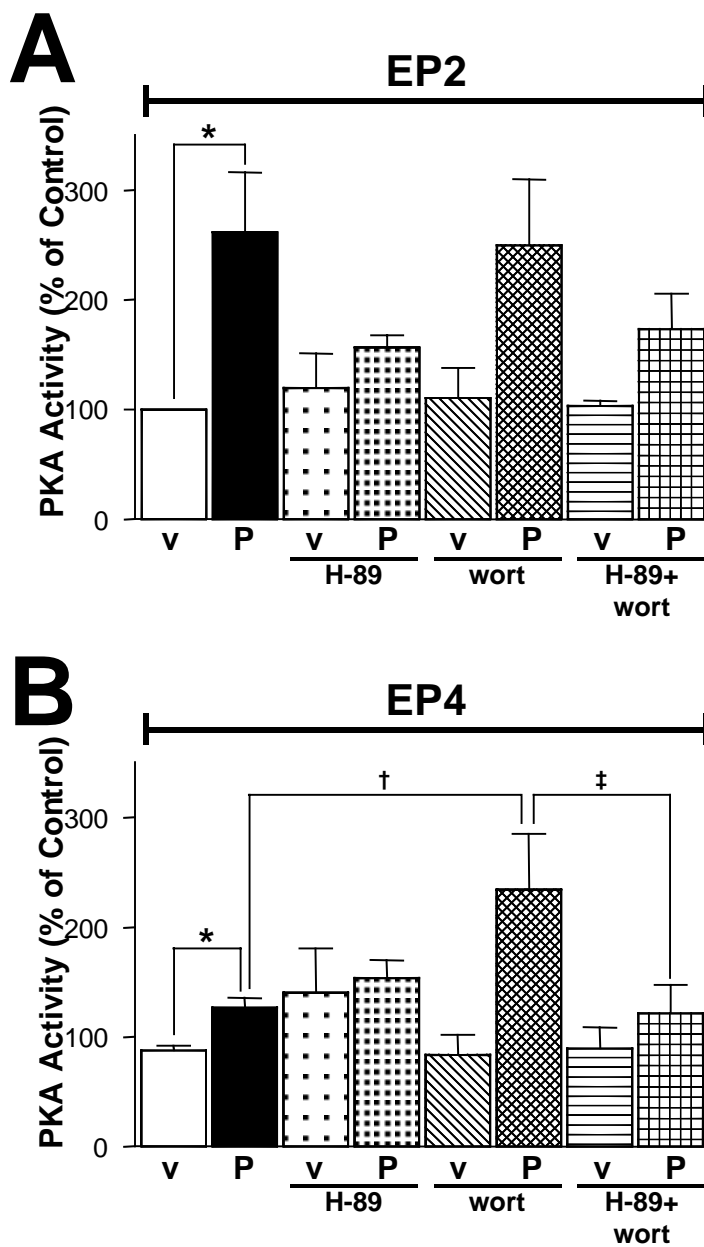 A
EP2
PKA Activity (% of Control)
300
200
100
0
*
v P v P v P v P
H-89 wort H-89+
wort
B
EP4
PKA Activity (% of Control)
300
200
100
0
* † ‡
v P v P v P v P
H-89 wort H-89+
wort